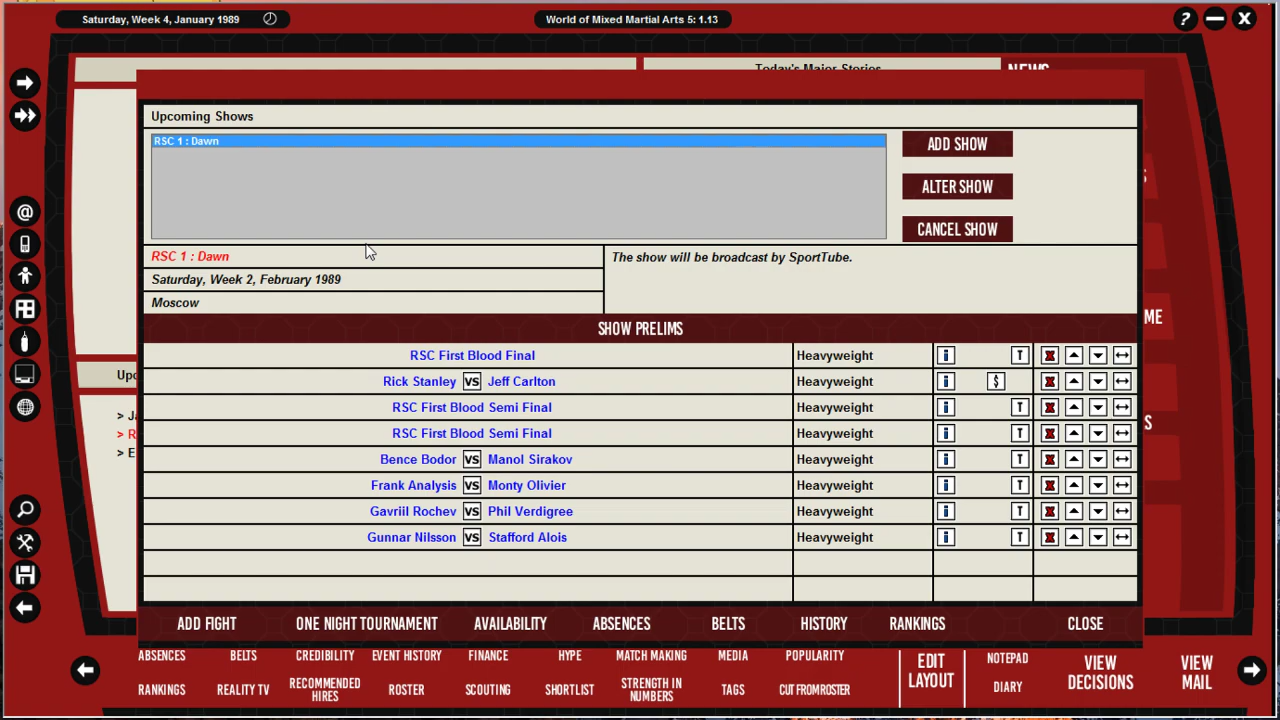 Saturday, Week 4, January 1989
World of Mixed Martial Arts 5: 1.13
?
X
Today's Major Stories
NEWS
Upcoming Shows
RSC 1 : Dawn
ADD SHOW
ALTER SHOW
CANCEL SHOW
RSC 1 : Dawn
The show will be broadcast by SportTube.
Saturday, Week 2, February 1989
Moscow
SHOW PRELIMS
ME
RSC First Blood Final Heavyweight i T X
Rick Stanley VS Jeff Carlton Heavyweight i $ X
RSC First Blood Semi Final Heavyweight i T X
RSC First Blood Semi Final Heavyweight i T X
Bence Bodor VS Manol Sirakov Heavyweight i T X
Frank Analysis VS Monty Olivier Heavyweight i T X
Gavriil Rochev VS Phil Verdigree Heavyweight i T X
Gunnar Nilsson VS Stafford Alois Heavyweight i T X
Upc
> J
> R
> E
S
@
ADD FIGHT
ONE NIGHT TOURNAMENT
AVAILABILITY
ABSENCES
BELTS
HISTORY
RANKINGS
CLOSE
ABSENCES
BELTS
CREDIBILITY
EVENT HISTORY
FINANCE
HYPE
MATCH MAKING
MEDIA
POPULARITY
RANKINGS
REALITY TV
RECOMMENDED
HIRES
ROSTER
SCOUTING
SHORTLIST
STRENGTH IN
NUMBERS
TAGS
CUT FROM ROSTER
EDIT
LAYOUT
NOTEPAD
DIARY
VIEW
DECISIONS
VIEW
MAIL